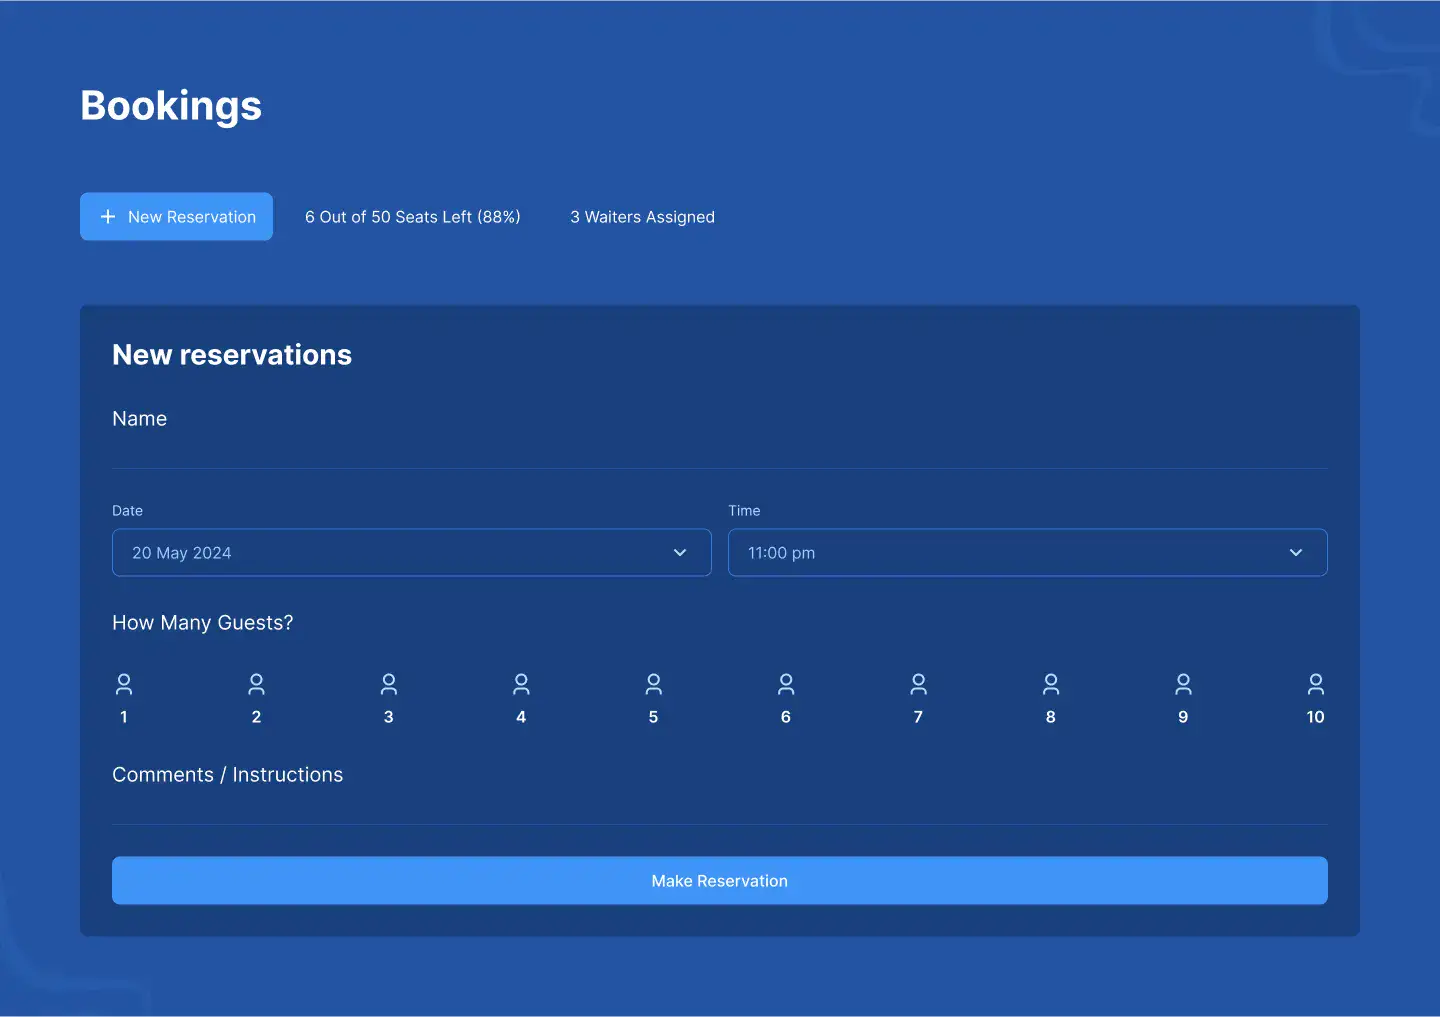 Bookings
New Reservation
6 Out of 50 Seats Left (88%)
3 Waiters Assigned
New reservations
Name
Date
Time
20 May 2024
11:00 pm
How Many Guests?
1 2 3 4 5 6 7 8 9 10
Comments / Instructions
Make Reservation